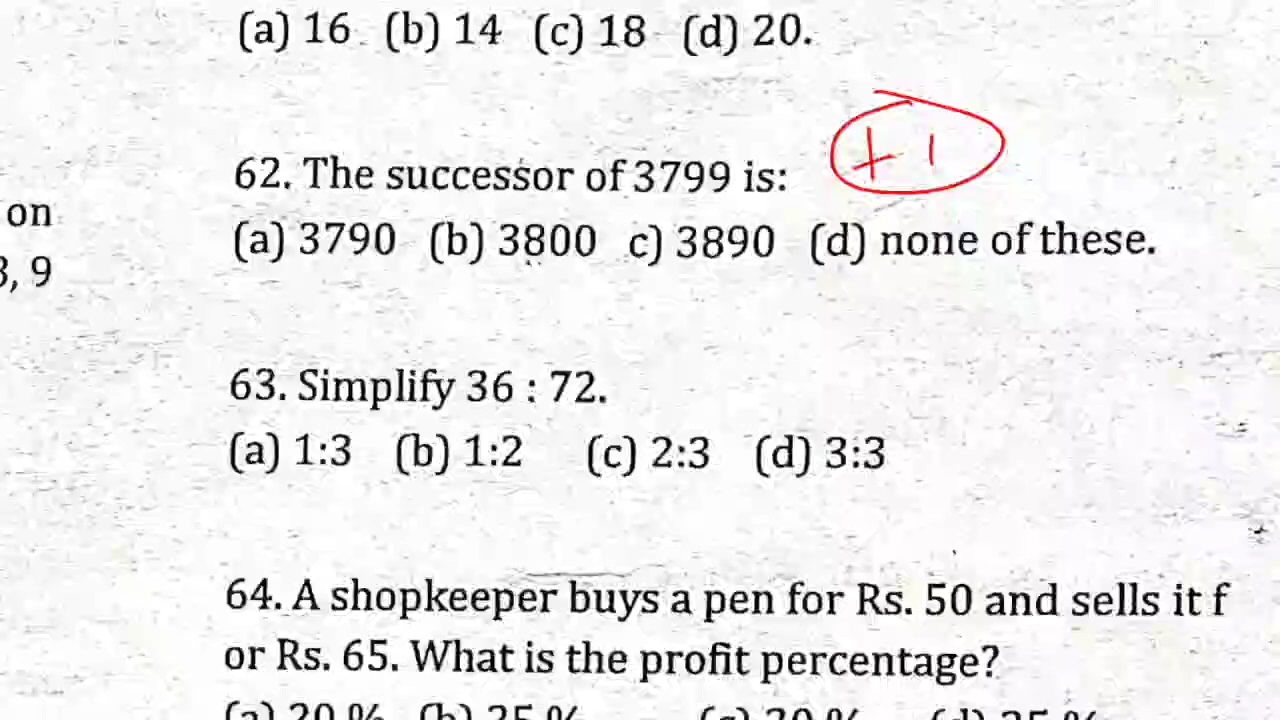 (a) 16 (b) 14 (c) 18 (d) 20.
+ 1
62. The successor of 3799 is:
on
(a) 3790 (b) 3800 c) 3890 (d) none of these.
3, 9
63. Simplify 36 : 72.
(a) 1:3 (b) 1:2 (c) 2:3 (d) 3:3
64. A shopkeeper buys a pen for Rs. 50 and sells it f
or Rs. 65. What is the profit percentage?